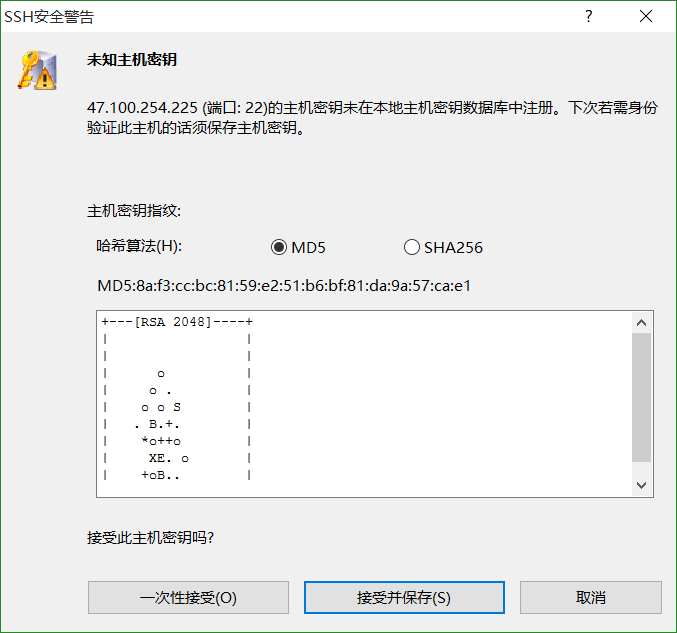 SSH安全警告
未知主机密钥
47.100.254.225 (端口: 22)的主机密钥未在本地主机密钥数据库中注册。下次若需身份
验证此主机的话须保存主机密钥。
主机密钥指纹:
哈希算法(H): MD5 SHA256
MD5:8a:f3:cc:bc:81:59:e2:51:b6:bf:81:da:9a:57:ca:e1
+---[RSA 2048]----+
|                 |
|                 |
|      o          |
|     o .         |
|    o o S        |
|   . B.+.        |
|    *o++o        |
|     XE. o       |
|    +oB..        |
接受此主机密钥吗?
一次性接受(O) 接受并保存(S) 取消